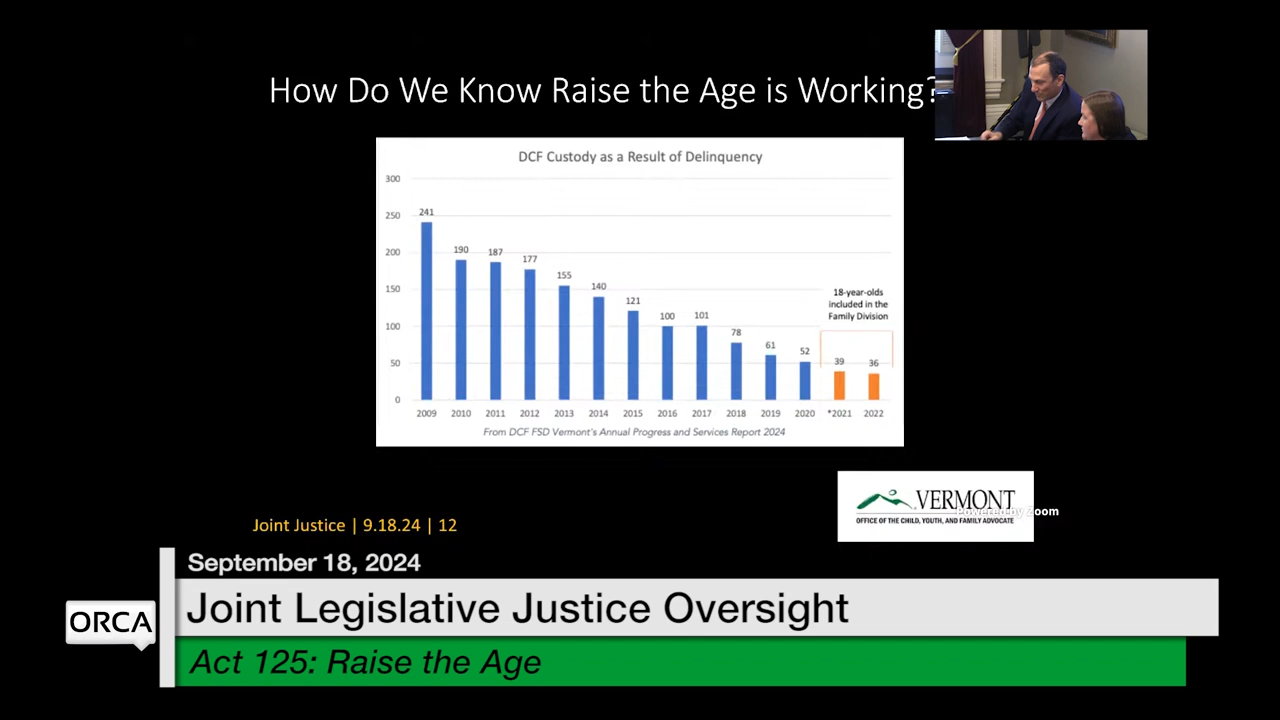 How Do We Know Raise the Age is Working?
DCF Custody as a Result of Delinquency
300
250
200
150
100
50
0
241
190
187
177
155
140
121
100
101
78
61
52
39
36
18-year-olds
included in the
Family Division
2009 2010 2011 2012 2013 2014 2015 2016 2017 2018 2019 2020 *2021 2022
From DCF FSD Vermont's Annual Progress and Services Report 2024
VERMONT
Powered by Zoom
OFFICE OF THE CHILD, YOUTH, AND FAMILY ADVOCATE
Joint Justice | 9.18.24 | 12
September 18, 2024
ORCA
Joint Legislative Justice Oversight
Act 125: Raise the Age